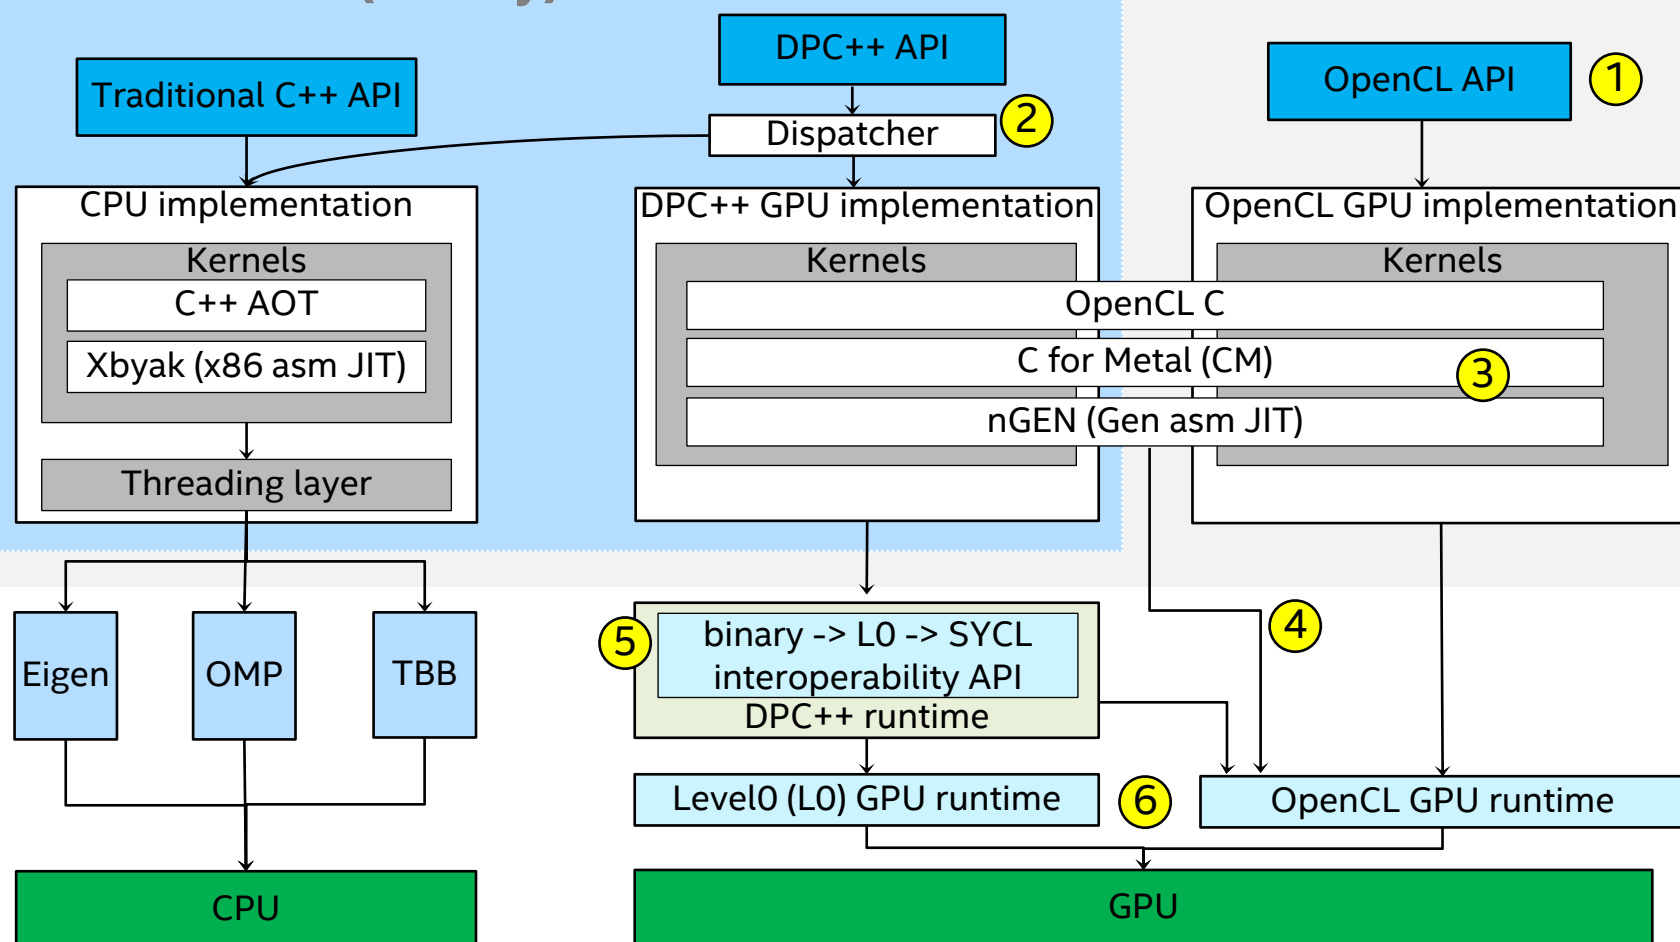 DPC++ API
OpenCL API
1
Traditional C++ API
2
Dispatcher
CPU implementation
DPC++ GPU implementation
OpenCL GPU implementation
Kernels
Kernels
Kernels
C++ AOT
OpenCL C
Xbyak (x86 asm JIT)
C for Metal (CM)
3
nGEN (Gen asm JIT)
Threading layer
4
5
binary -> L0 -> SYCL
interoperability API
DPC++ runtime
Eigen
OMP
TBB
Level0 (L0) GPU runtime
6
OpenCL GPU runtime
CPU
GPU